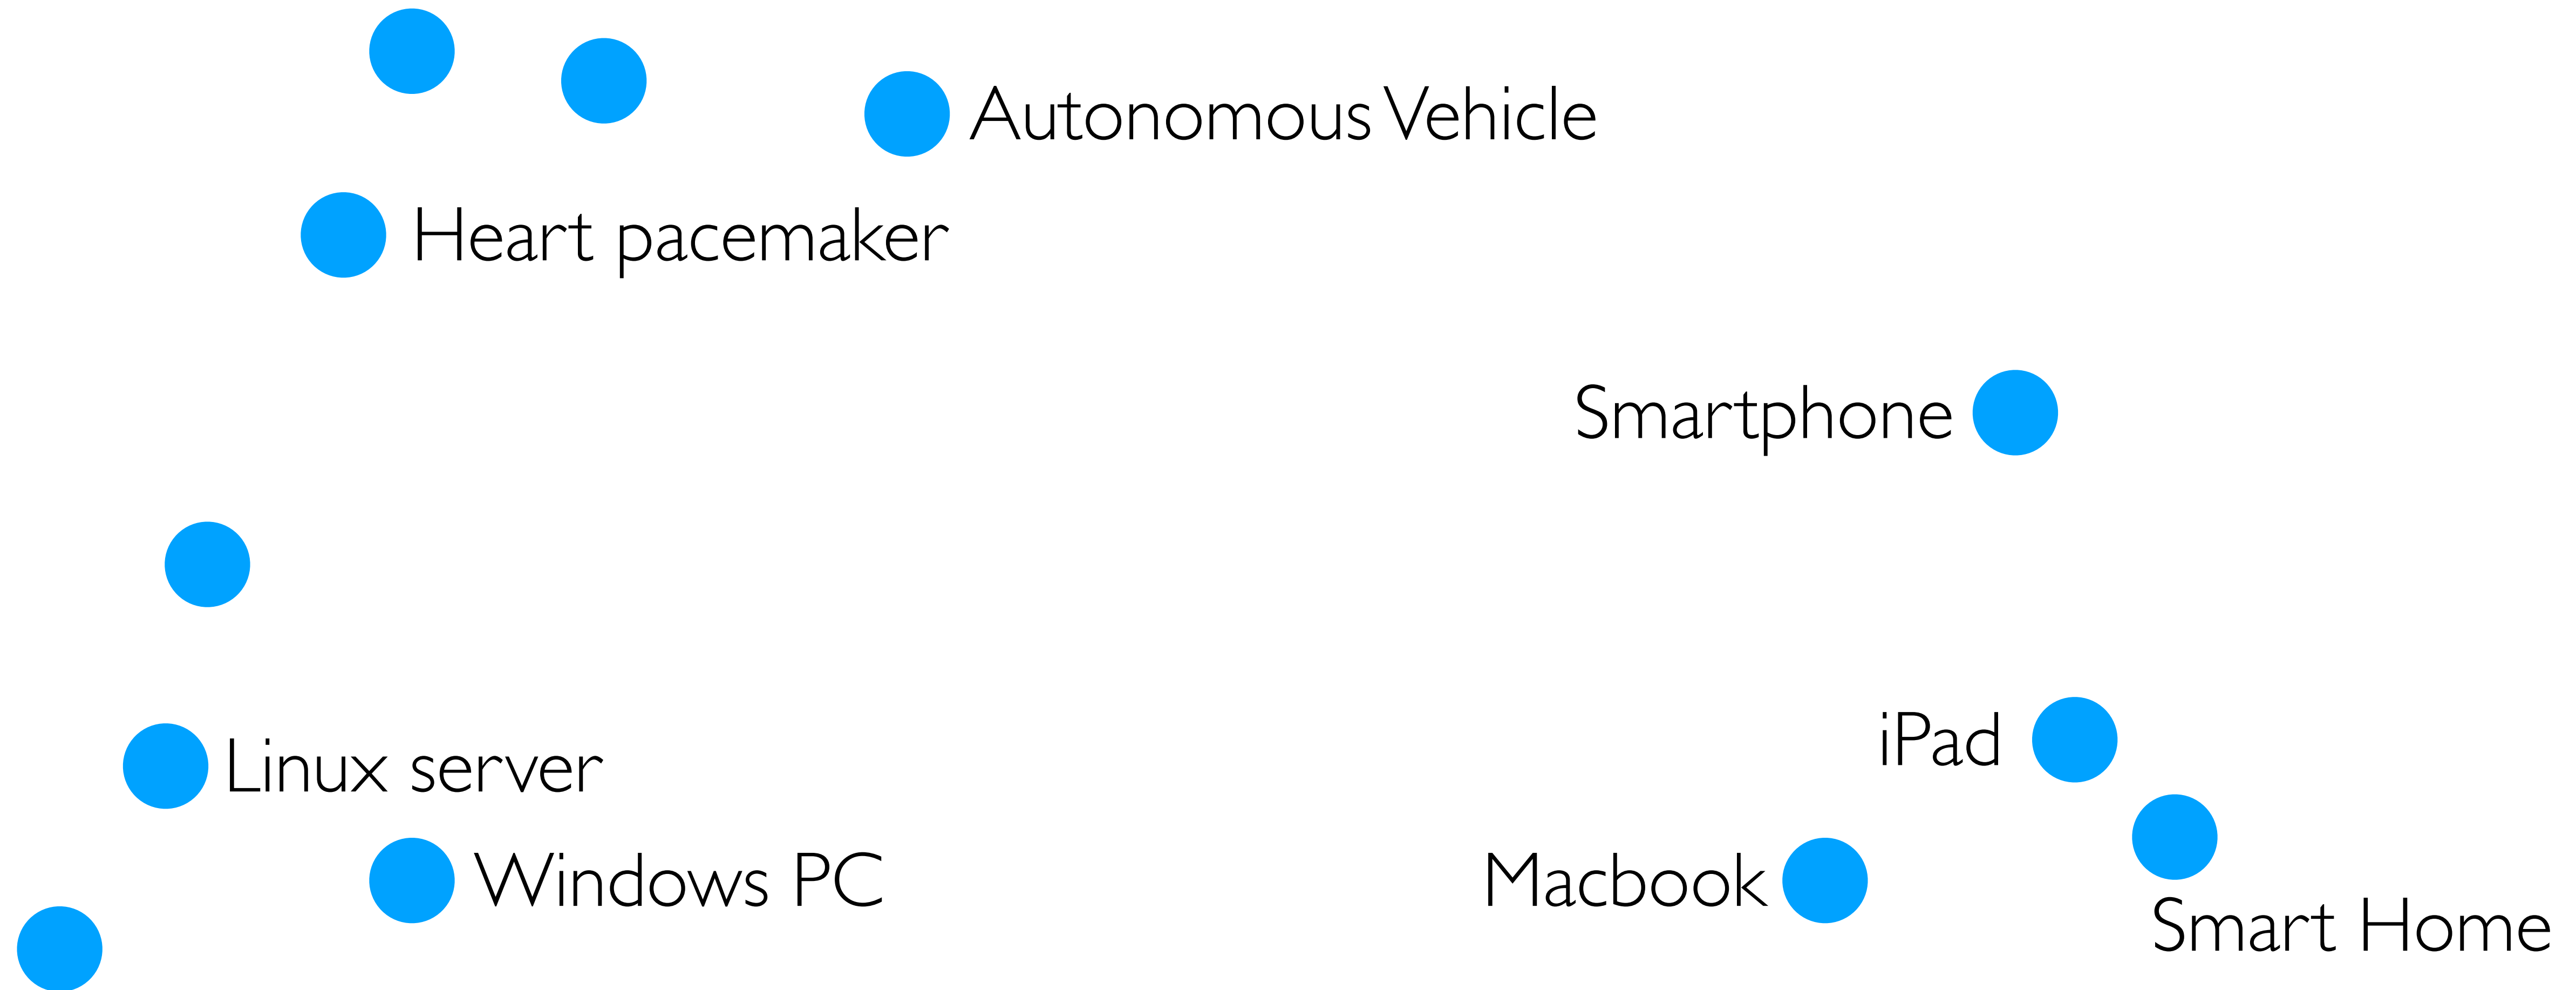 Autonomous Vehicle
Heart pacemaker
Smartphone
iPad
Linux server
Windows PC
Macbook
Smart Home